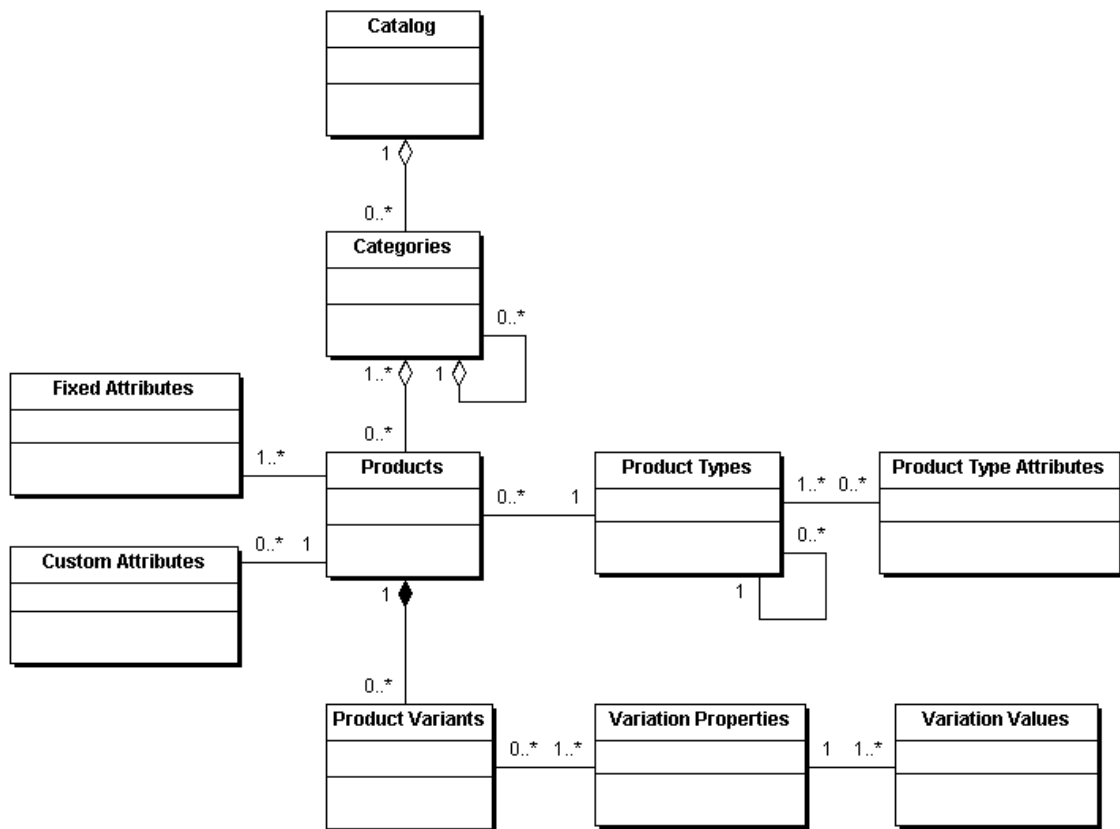 Catalog
1
0..*
Categories
0..*
1..*
1
Fixed Attributes
0..*
1..*
Products
Product Types
Product Type Attributes
0..*
1
1..*
0..*
0..*
Custom Attributes
0..*
1
1
1
0..*
Product Variants
Variation Properties
Variation Values
0..*
1..*
1
1..*